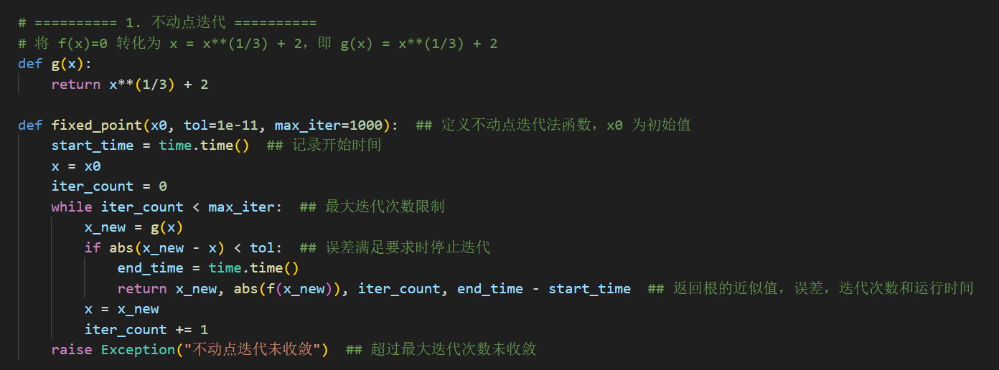 # ========== 1. 不动点迭代 ==========
# 将 f(x)=0 转化为 x = x**(1/3) + 2，即 g(x) = x**(1/3) + 2
def g(x):
    return x**(1/3) + 2

def fixed_point(x0, tol=1e-11, max_iter=1000):  ## 定义不动点迭代法函数，x0 为初始值
    start_time = time.time()  ## 记录开始时间
    x = x0
    iter_count = 0
    while iter_count < max_iter:  ## 最大迭代次数限制
        x_new = g(x)
        if abs(x_new - x) < tol:  ## 误差满足要求时停止迭代
            end_time = time.time()
            return x_new, abs(f(x_new)), iter_count, end_time - start_time  ## 返回根的近似值，误差，迭代次数和运行时间
        x = x_new
        iter_count += 1
    raise Exception("不动点迭代未收敛")  ## 超过最大迭代次数未收敛